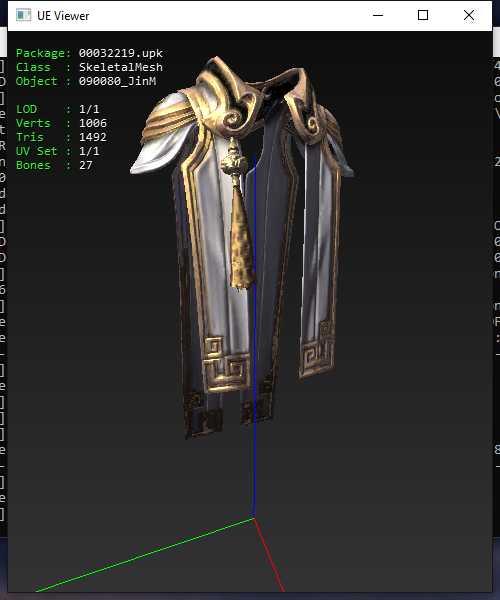 UE Viewer
Package: 00032219.upk
Class : SkeletalMesh
Object : 090080_JinM
LOD : 1/1
Verts : 1006
Tris : 1492
UV Set : 1/1
Bones : 27